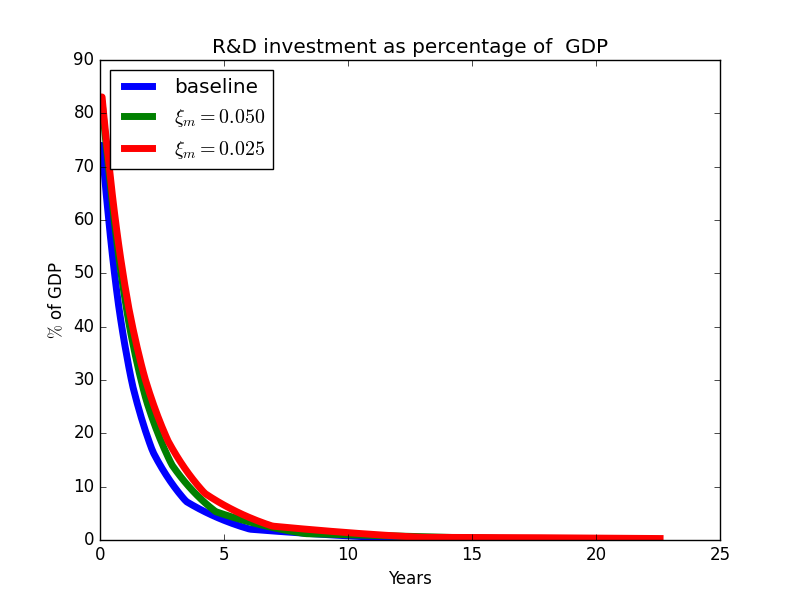 R&D investment as percentage of  GDP
90
80
70
60
50
40
30
20
10
0
% of GDP
baseline
ξm = 0.050
ξm = 0.025
0 5 10 15 20 25
Years